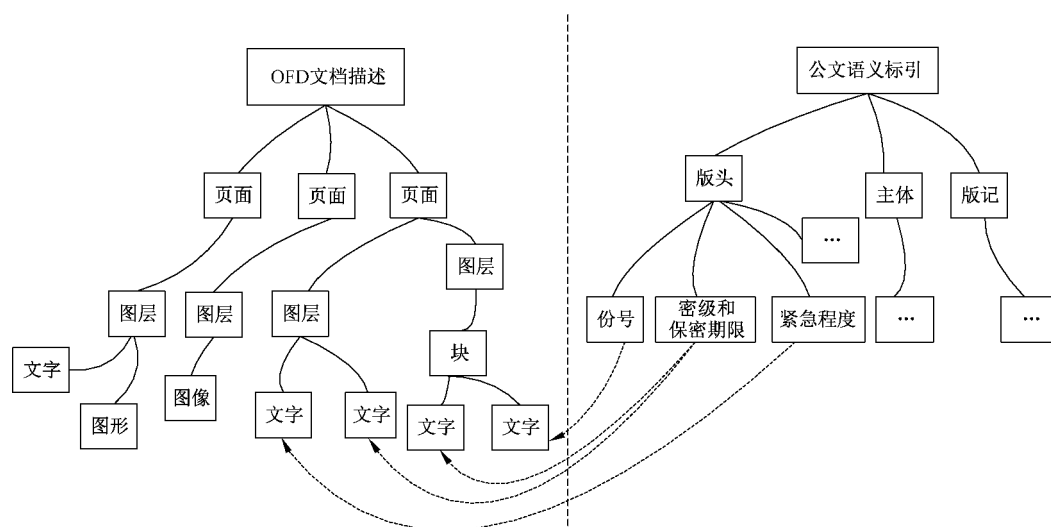 OFD文档描述
公文语义标引
页面
页面
页面
版头
主体
版记
图层
…
图层
图层
图层
份号
密级和
保密期限
紧急程度
…
…
块
文字
图像
图形
文字
文字
文字
文字